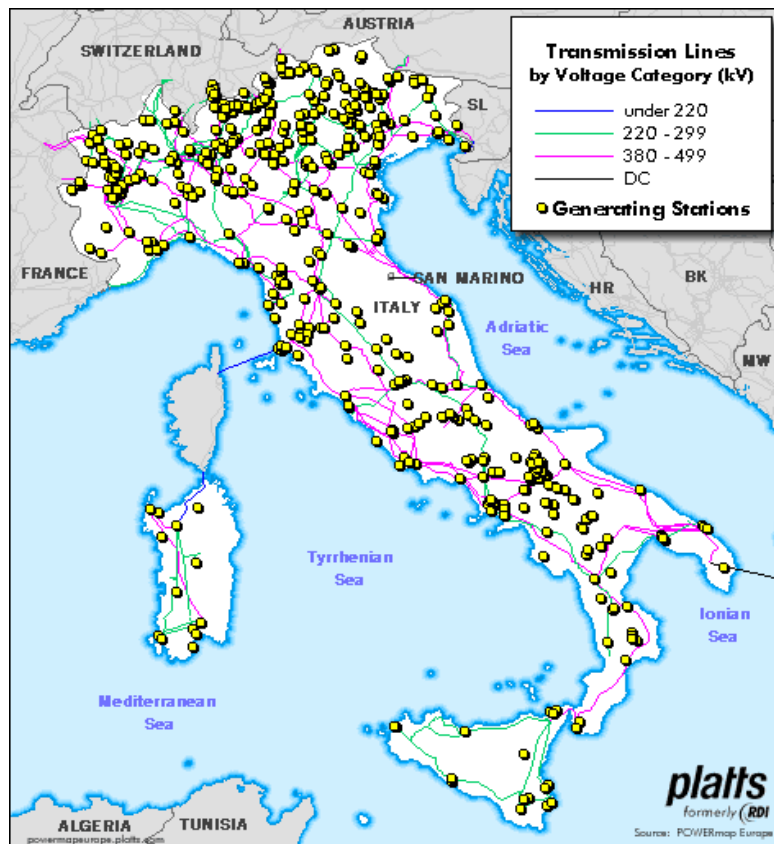 AUSTRIA
SWITZERLAND
SL
Transmission Lines
by Voltage Category (kV)
under 220
220 - 299
380 - 499
DC
Generating Stations
FRANCE
SAN MARINO
ITALY
HR
BK
MW
Adriatic
Sea
Tyrrhenian
Sea
Ionian
Sea
Mediterranean
Sea
ALGERIA
TUNISIA
powermapeurope.platts.com
platts
formerly RDI
Source: POWERmap Europe